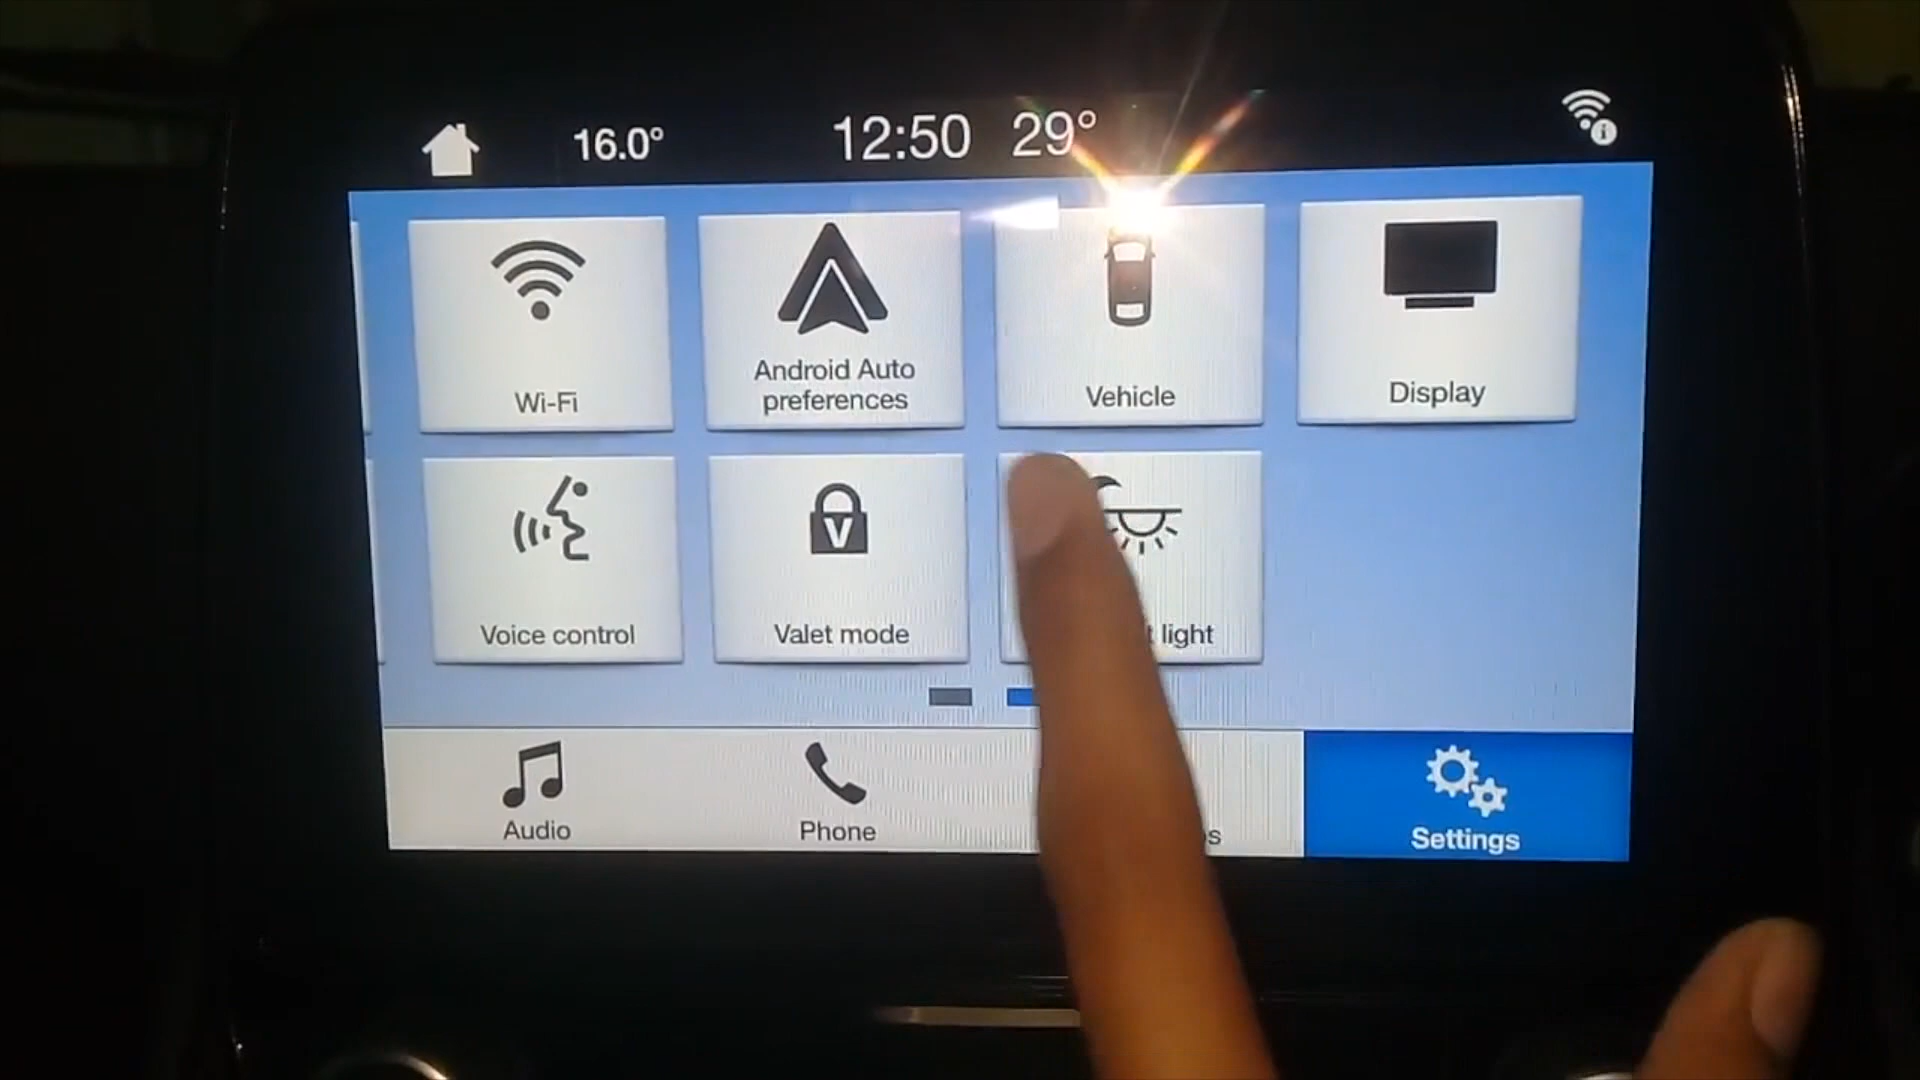 16.0°
12:50 29°
Wi-Fi
Android Auto
preferences
Vehicle
Display
Voice control
V
Valet mode
light
Audio
Phone
Settings